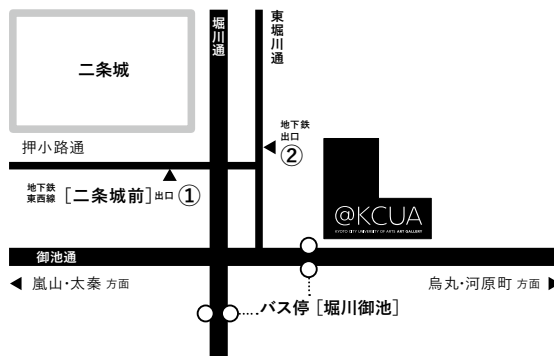 二条城
堀川通
東堀川通
地下鉄
出口
②
押小路通
地下鉄
東西線
[二条城前]出口①
@KCUA
KYOTO CITY UNIVERSITY OF ARTS ART GALLERY
御池通
嵐山・太秦 方面
烏丸・河原町 方面
バス停 [堀川御池]